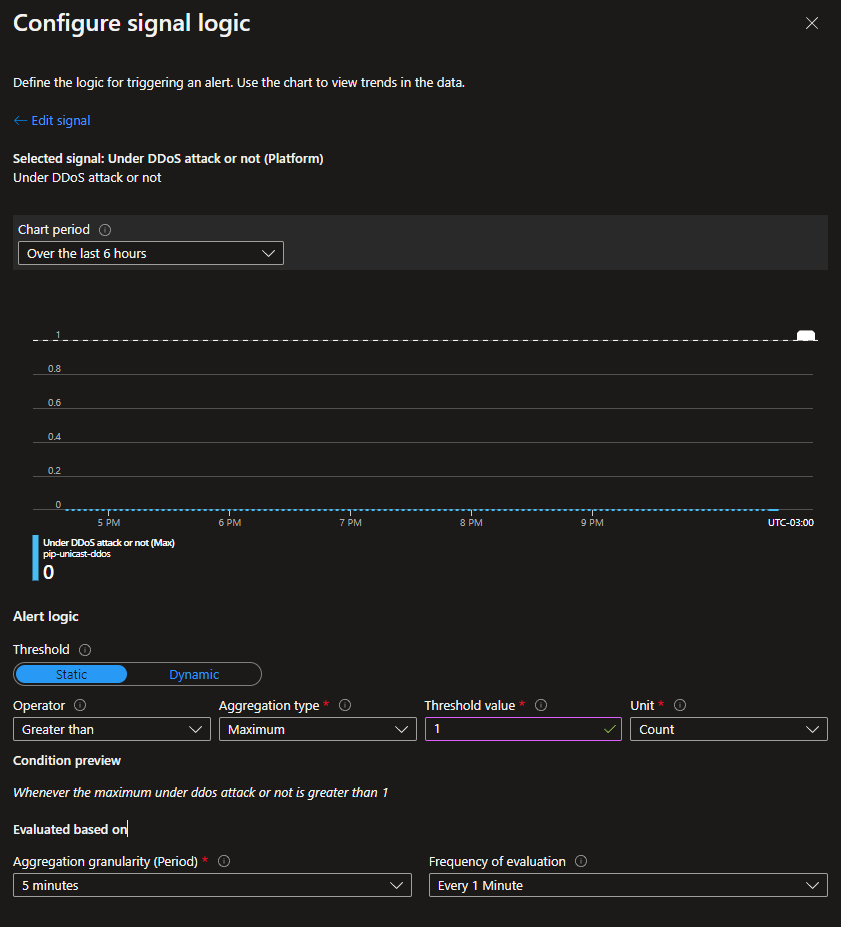 Configure signal logic
Define the logic for triggering an alert. Use the chart to view trends in the data.
Edit signal
Selected signal: Under DDoS attack or not (Platform)
Under DDoS attack or not
Chart period
Over the last 6 hours
1
0.8
0.6
0.4
0.2
0
5 PM 6 PM 7 PM 8 PM 9 PM UTC-03:00
Under DDoS attack or not (Max)
pip-unicast-ddos
0
Alert logic
Threshold
Static Dynamic
Operator Aggregation type * Threshold value * Unit *
Greater than Maximum 1 Count
Condition preview
Whenever the maximum under ddos attack or not is greater than 1
Evaluated based on
Aggregation granularity (Period) * Frequency of evaluation
5 minutes Every 1 Minute